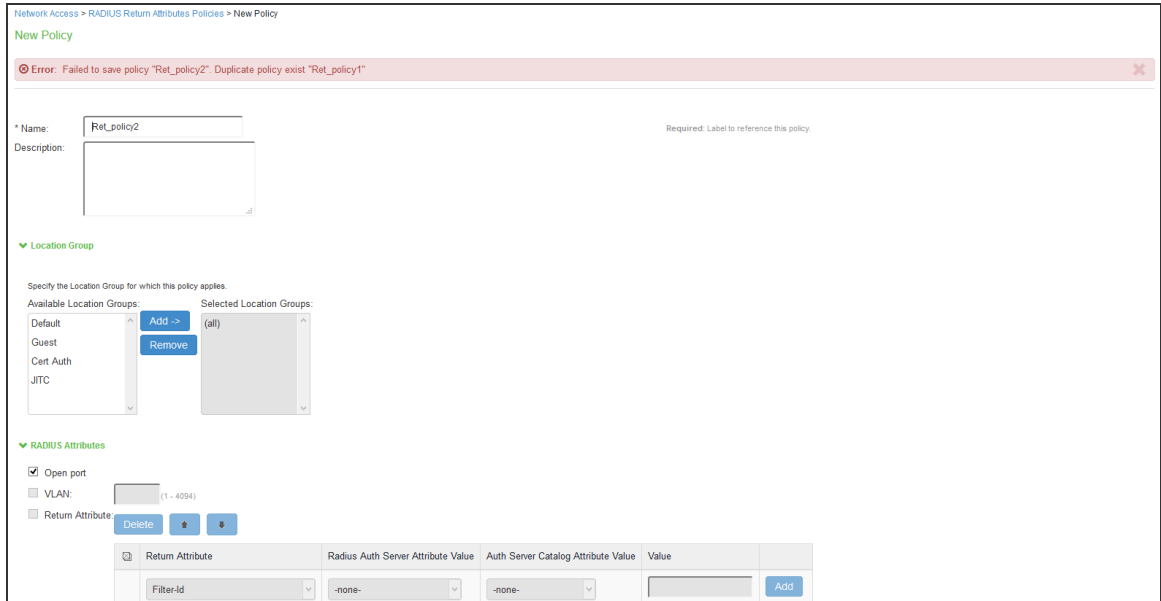 Network Access > RADIUS Return Attributes Policies > New Policy
New Policy
Error: Failed to save policy "Ret_policy2". Duplicate policy exist "Ret_policy1"
* Name:
Ret_policy2
Required: Label to reference this policy.
Description:
Location Group
Specify the Location Group for which this policy applies.
Available Location Groups:
Selected Location Groups:
Default
Guest
Cert Auth
JITC
Add ->
Remove
(all)
RADIUS Attributes
Open port
VLAN:
(1 - 4094)
Return Attribute:
Delete
Return Attribute
Radius Auth Server Attribute Value
Auth Server Catalog Attribute Value
Value
Filter-Id
-none-
-none-
Add